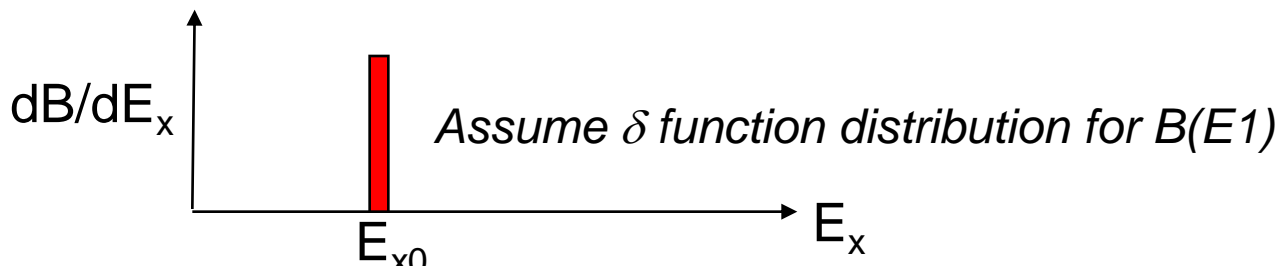 dB/dEₓ
Assume δ function distribution for B(E1)
Eₓ
Eₓ₀